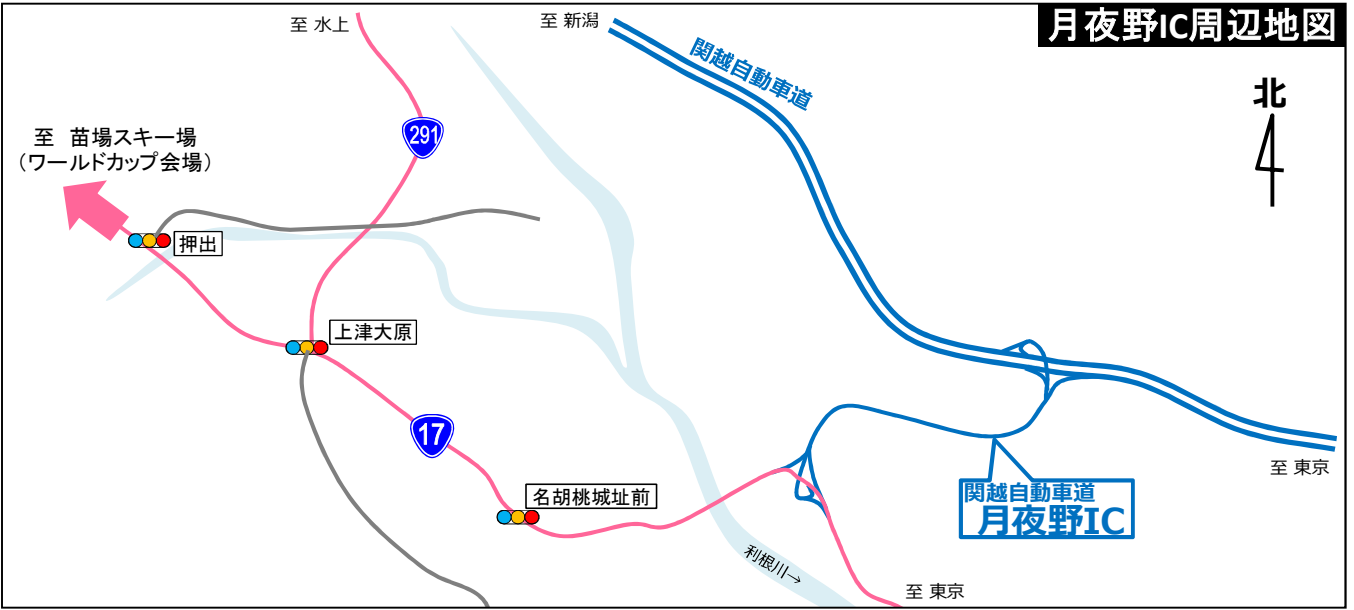 月夜野IC周辺地図
至 水上
至 新潟
関越自動車道
北
291
至 苗場スキー場
(ワールドカップ会場)
押出
上津大原
17
名胡桃城址前
至 東京
関越自動車道
月夜野IC
利根川→
至 東京